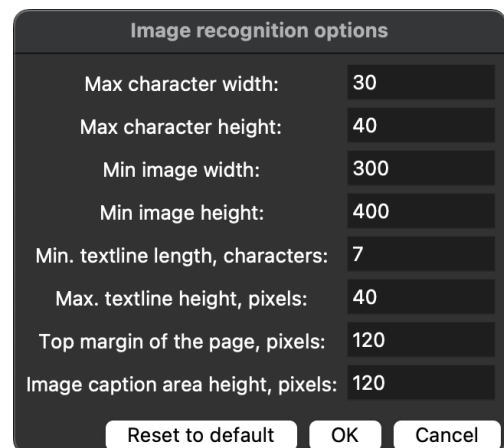 Image recognition options
Max character width: 30
Max character height: 40
Min image width: 300
Min image height: 400
Min. textline length, characters: 7
Max. textline height, pixels: 40
Top margin of the page, pixels: 120
Image caption area height, pixels: 120
Reset to default OK Cancel